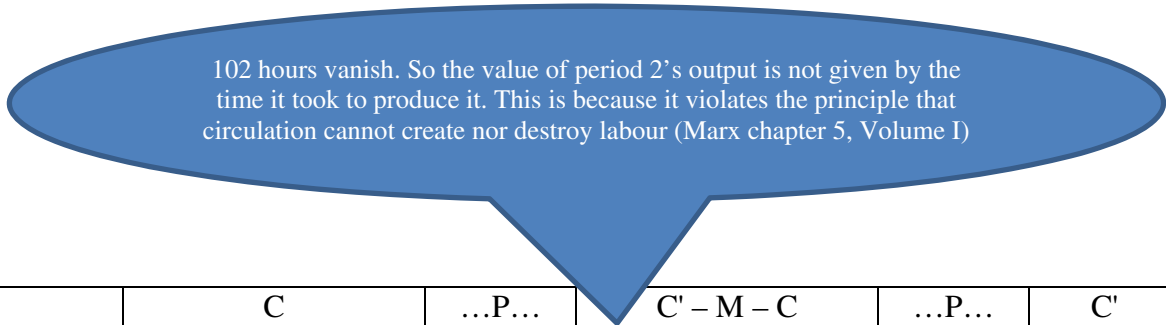 102 hours vanish. So the value of period 2's output is not given by the
time it took to produce it. This is because it violates the principle that
circulation cannot create nor destroy labour (Marx chapter 5, Volume I)
C …P… C' – M – C …P… C'